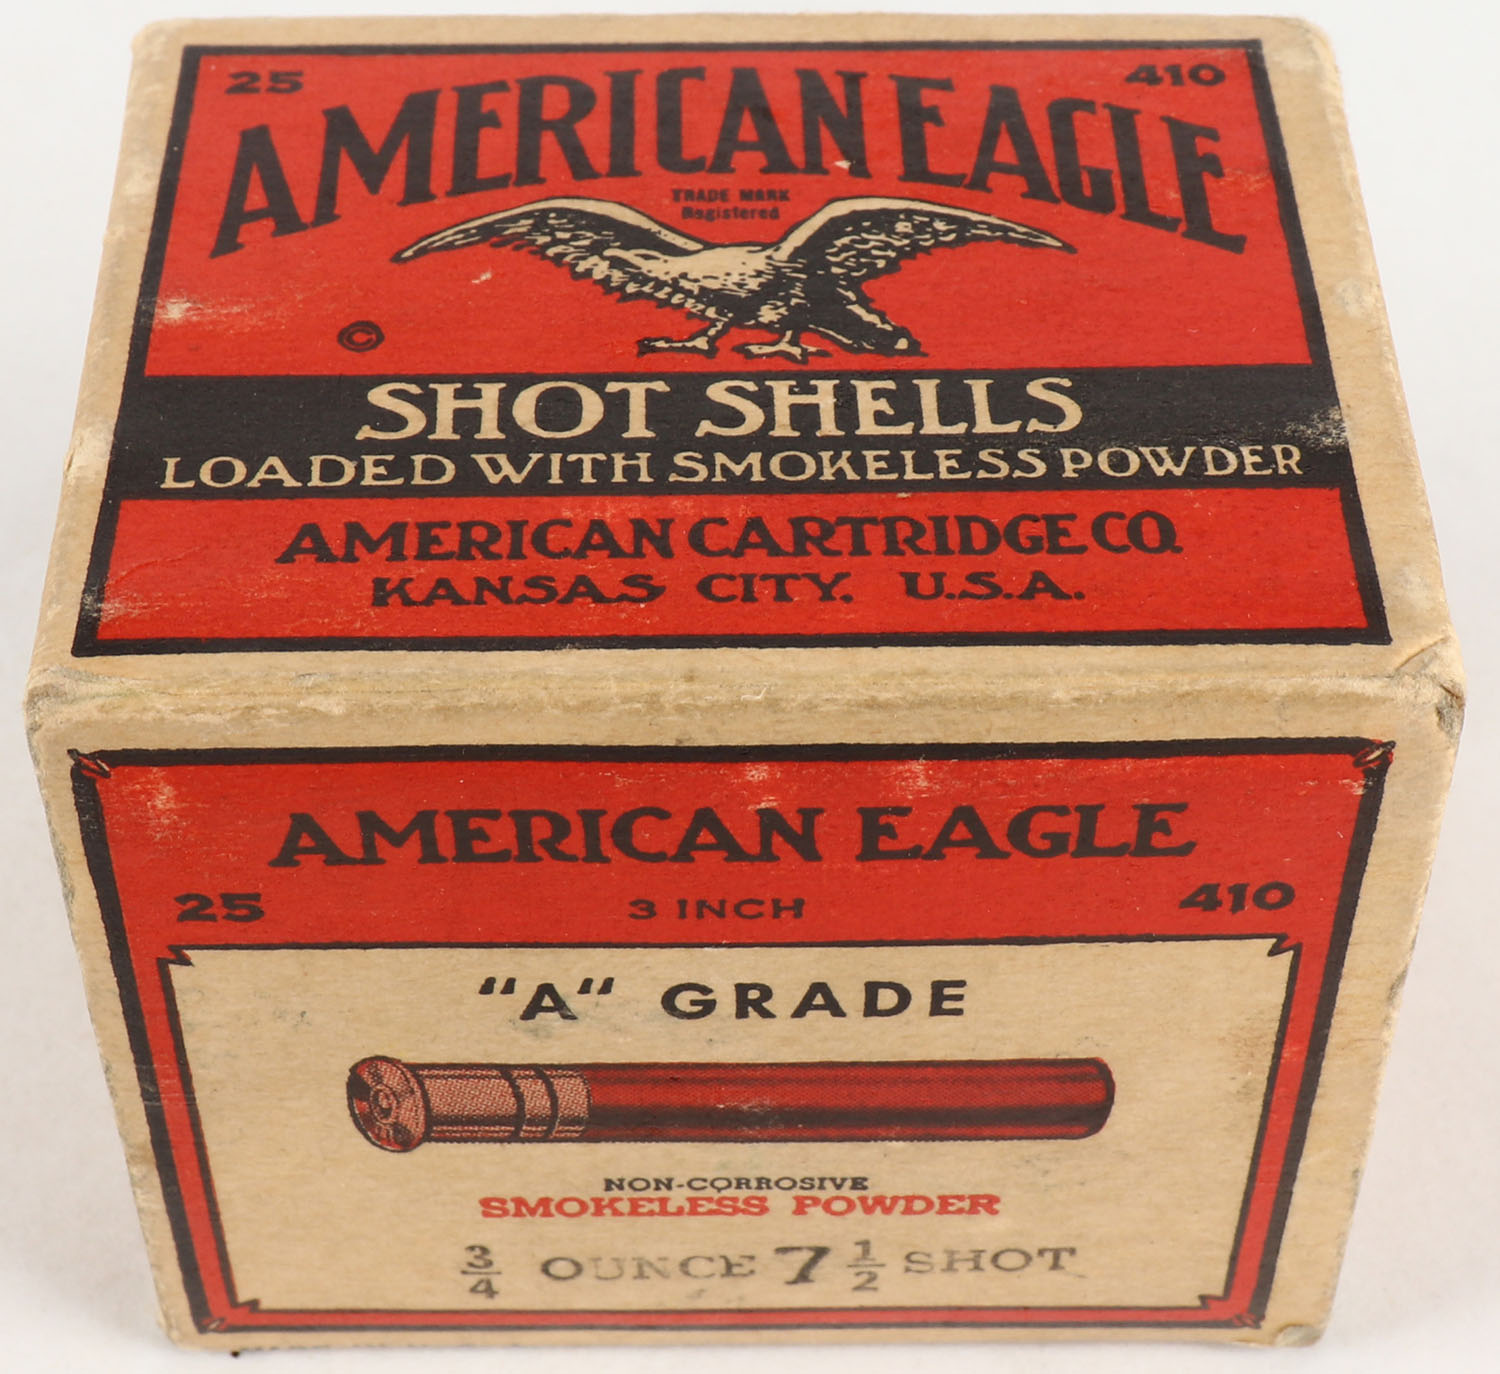 25 410
AMERICAN EAGLE
TRADE MARK
Registered
©
SHOT SHELLS
LOADED WITH SMOKELESS POWDER
AMERICAN CARTRIDGE CO.
KANSAS CITY. U.S.A.
AMERICAN EAGLE
25 3 INCH 410
"A" GRADE
NON-CORROSIVE
SMOKELESS POWDER
3/4 OUNCE 7 1/2 SHOT